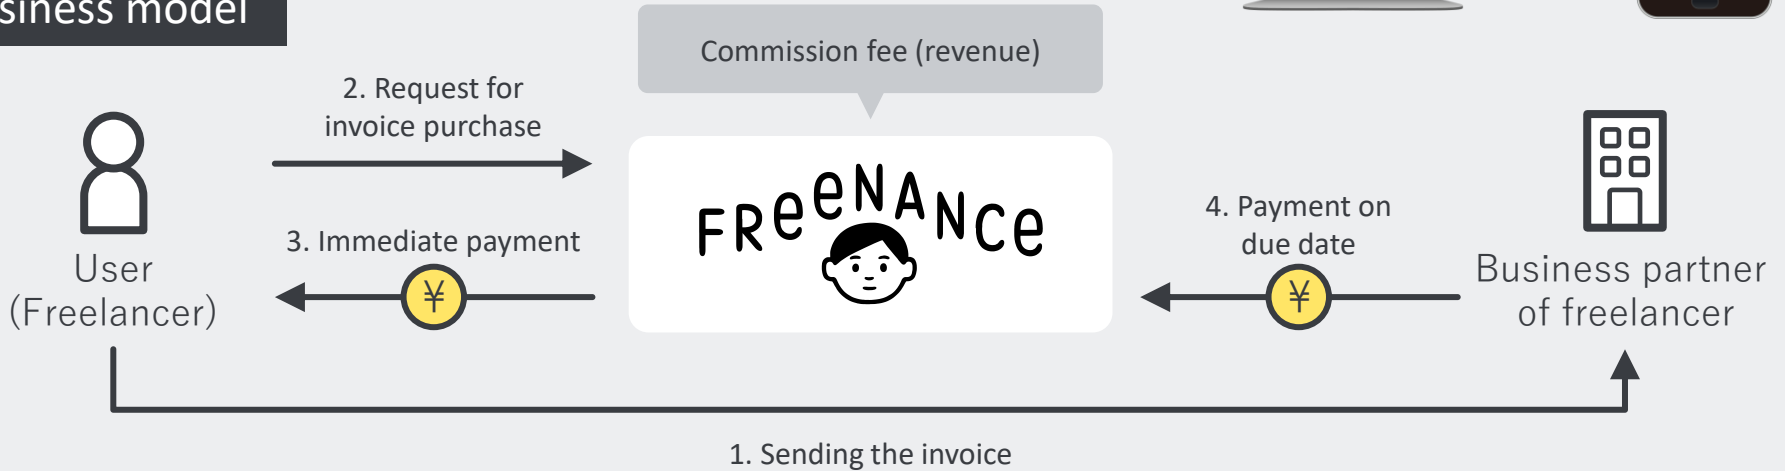 siness model
Commission fee (revenue)
2. Request for
invoice purchase
FReeNANce
3. Immediate payment
¥
4. Payment on
due date
¥
User
(Freelancer)
Business partner
of freelancer
1. Sending the invoice